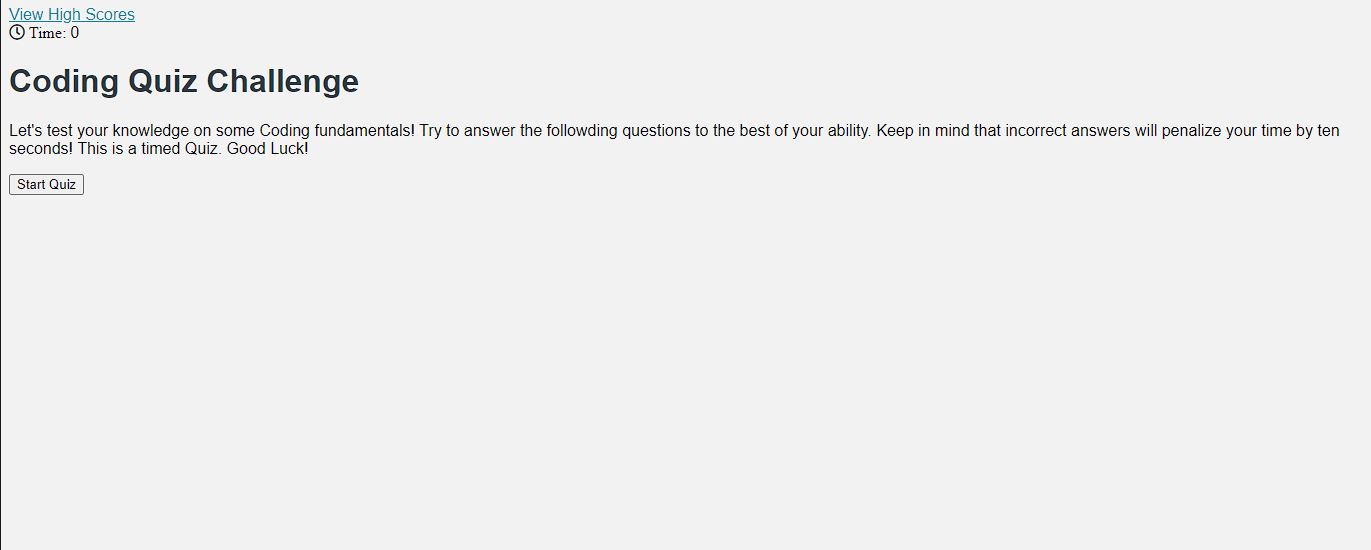 View High Scores
Time: 0
Coding Quiz Challenge
Let's test your knowledge on some Coding fundamentals! Try to answer the followding questions to the best of your ability. Keep in mind that incorrect answers will penalize your time by ten
seconds! This is a timed Quiz. Good Luck!
Start Quiz